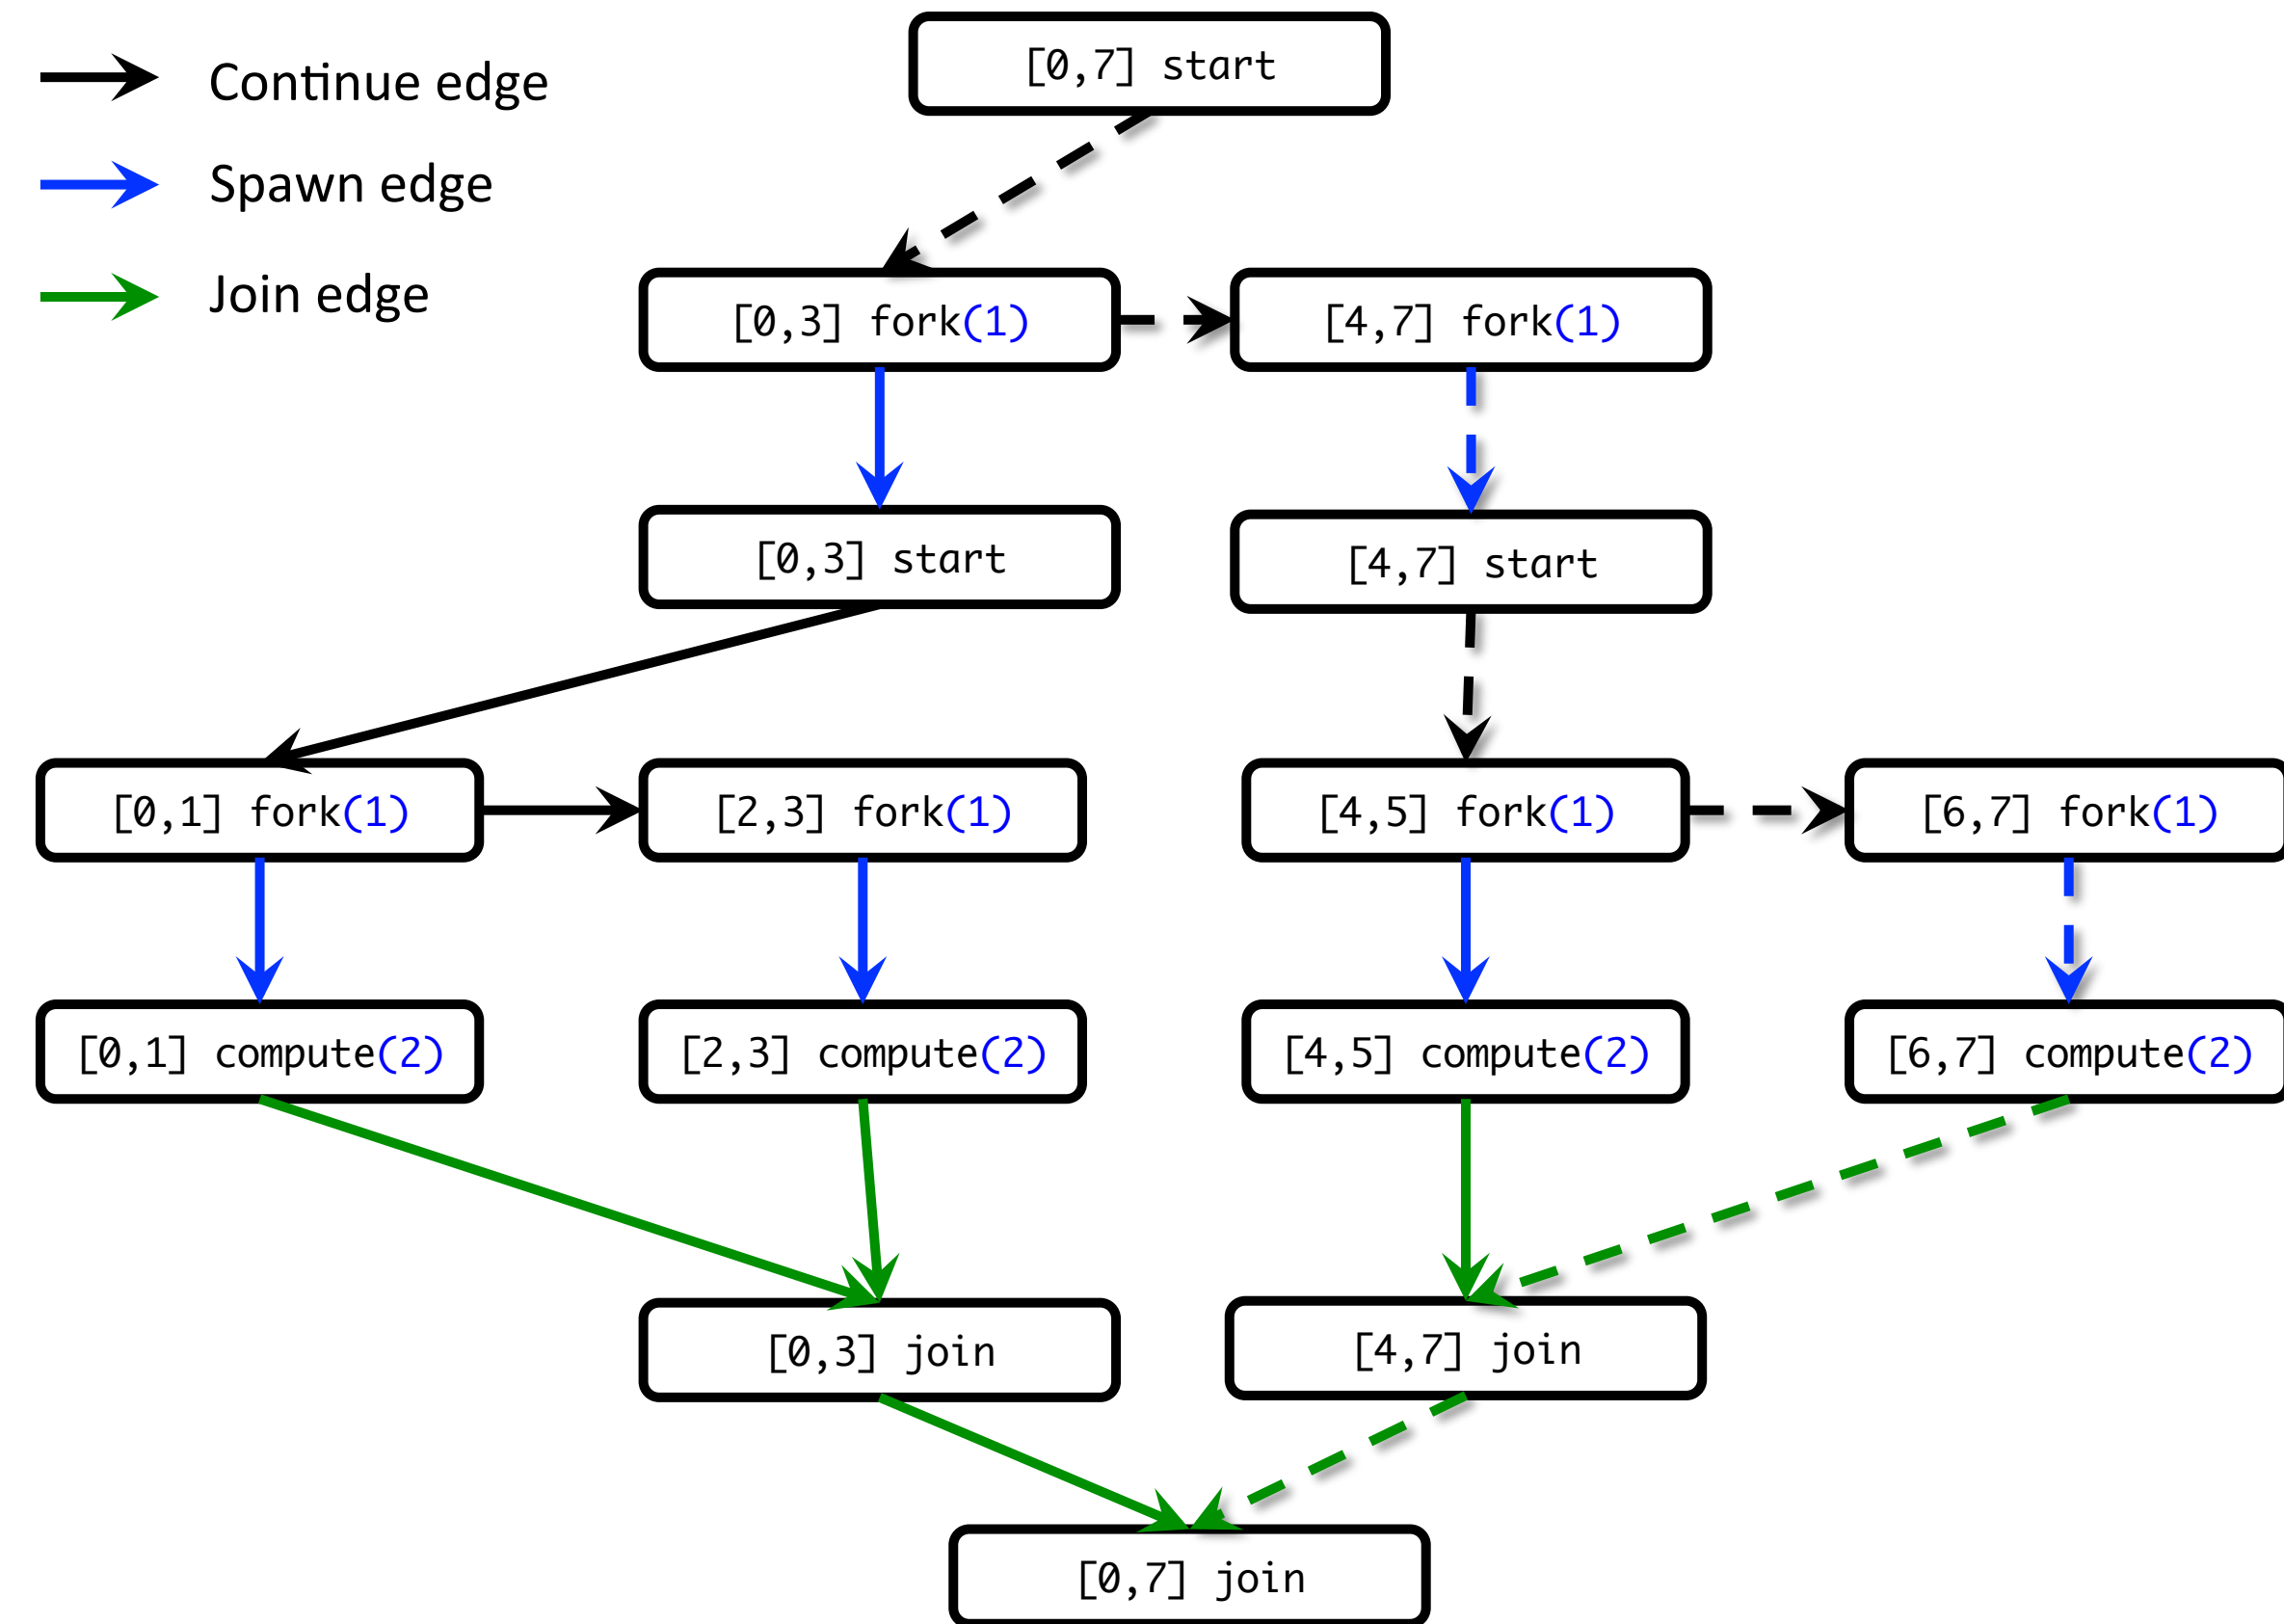 Continue edge
Spawn edge
Join edge
[0,7] start
[0,3] fork(1)
[4,7] fork(1)
[0,3] start
[4,7] start
[0,1] fork(1)
[2,3] fork(1)
[4,5] fork(1)
[6,7] fork(1)
[0,1] compute(2)
[2,3] compute(2)
[4,5] compute(2)
[6,7] compute(2)
[0,3] join
[4,7] join
[0,7] join